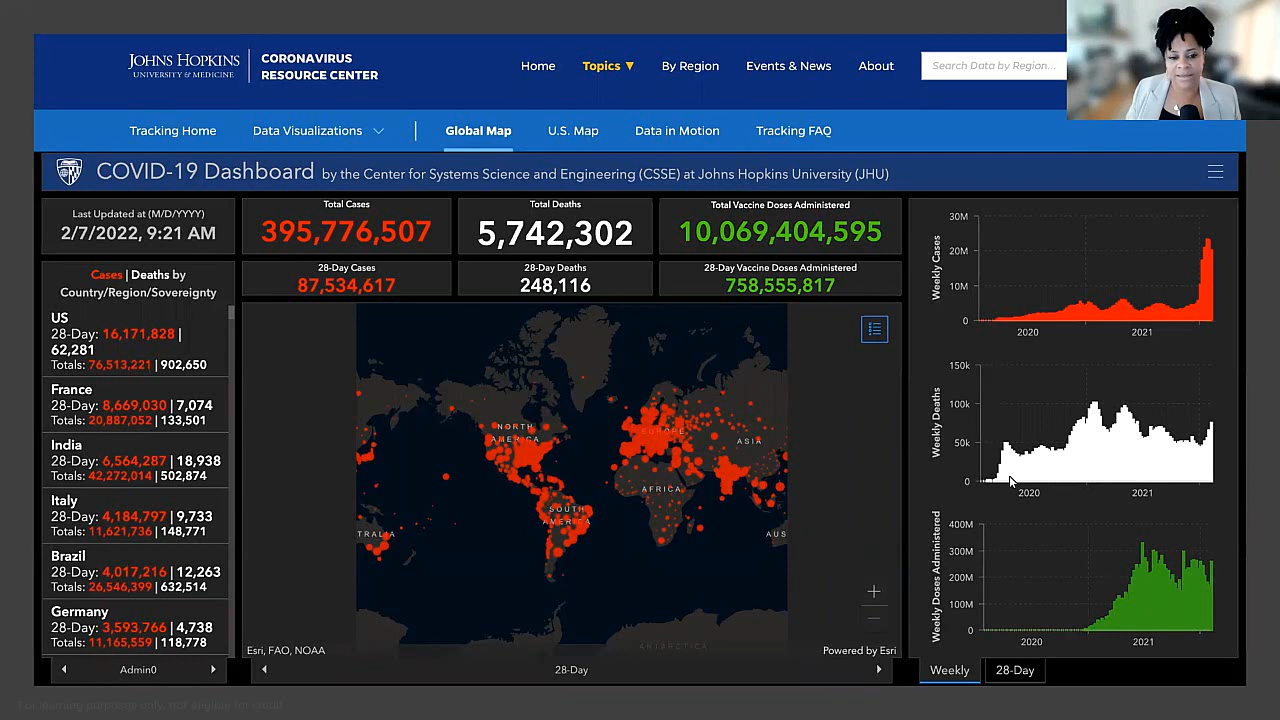 JOHNS HOPKINS
UNIVERSITY & MEDICINE
CORONAVIRUS
RESOURCE CENTER
Home
Topics ▼
By Region
Events & News
About
Search Data by Region...
Tracking Home
Data Visualizations
Global Map
U.S. Map
Data in Motion
Tracking FAQ
COVID-19 Dashboard by the Center for Systems Science and Engineering (CSSE) at Johns Hopkins University (JHU)
Last Updated at (M/D/YYYY)
2/7/2022, 9:21 AM
Total Cases
395,776,507
Total Deaths
5,742,302
Total Vaccine Doses Administered
10,069,404,595
28-Day Cases
87,534,617
28-Day Deaths
248,116
28-Day Vaccine Doses Administered
758,555,817
Cases | Deaths by
Country/Region/Sovereignty
US
28-Day: 16,171,828 |
62,281
Totals: 76,513,221 | 902,650
France
28-Day: 8,669,030 | 7,074
Totals: 20,887,052 | 133,501
India
28-Day: 6,564,287 | 18,938
Totals: 42,272,014 | 502,874
Italy
28-Day: 4,184,797 | 9,733
Totals: 11,621,736 | 148,771
Brazil
28-Day: 4,017,216 | 12,263
Totals: 26,546,399 | 632,514
Germany
28-Day: 3,593,766 | 4,738
Totals: 11,165,559 | 118,778
Admin0
NORTH
AMERICA
EUROPE
ASIA
AFRICA
SOUTH
AMERICA
TRALIA
AUS
ANTARCTICA
Esri, FAO, NOAA
Powered by Esri
28-Day
Weekly Cases
30M
20M
10M
0
2020
2021
Weekly Deaths
150k
100k
50k
0
2020
2021
Weekly Doses Administered
400M
300M
200M
100M
0
2020
2021
Weekly
28-Day
For learning purposes only, not eligible for credit